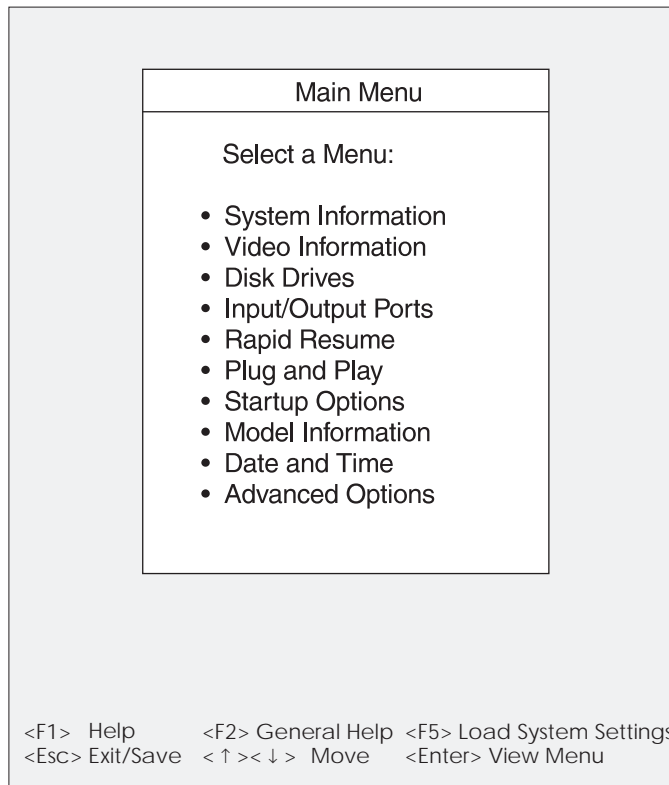 Main Menu
Select a Menu:
• System Information
• Video Information
• Disk Drives
• Input/Output Ports
• Rapid Resume
• Plug and Play
• Startup Options
• Model Information
• Date and Time
• Advanced Options
<F1> Help <F2> General Help <F5> Load System Settings
<Esc> Exit/Save <↑><↓> Move <Enter> View Menu